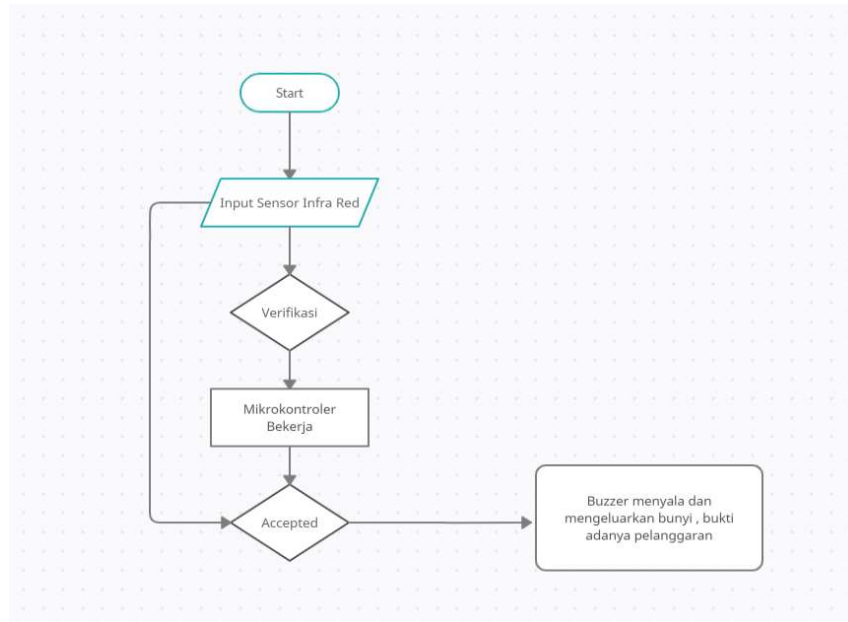 Start
Input Sensor Infra Red
Verifikasi
Mikrokontroler
Bekerja
Accepted
Buzzer menyala dan
mengeluarkan bunyi , bukti
adanya pelanggaran